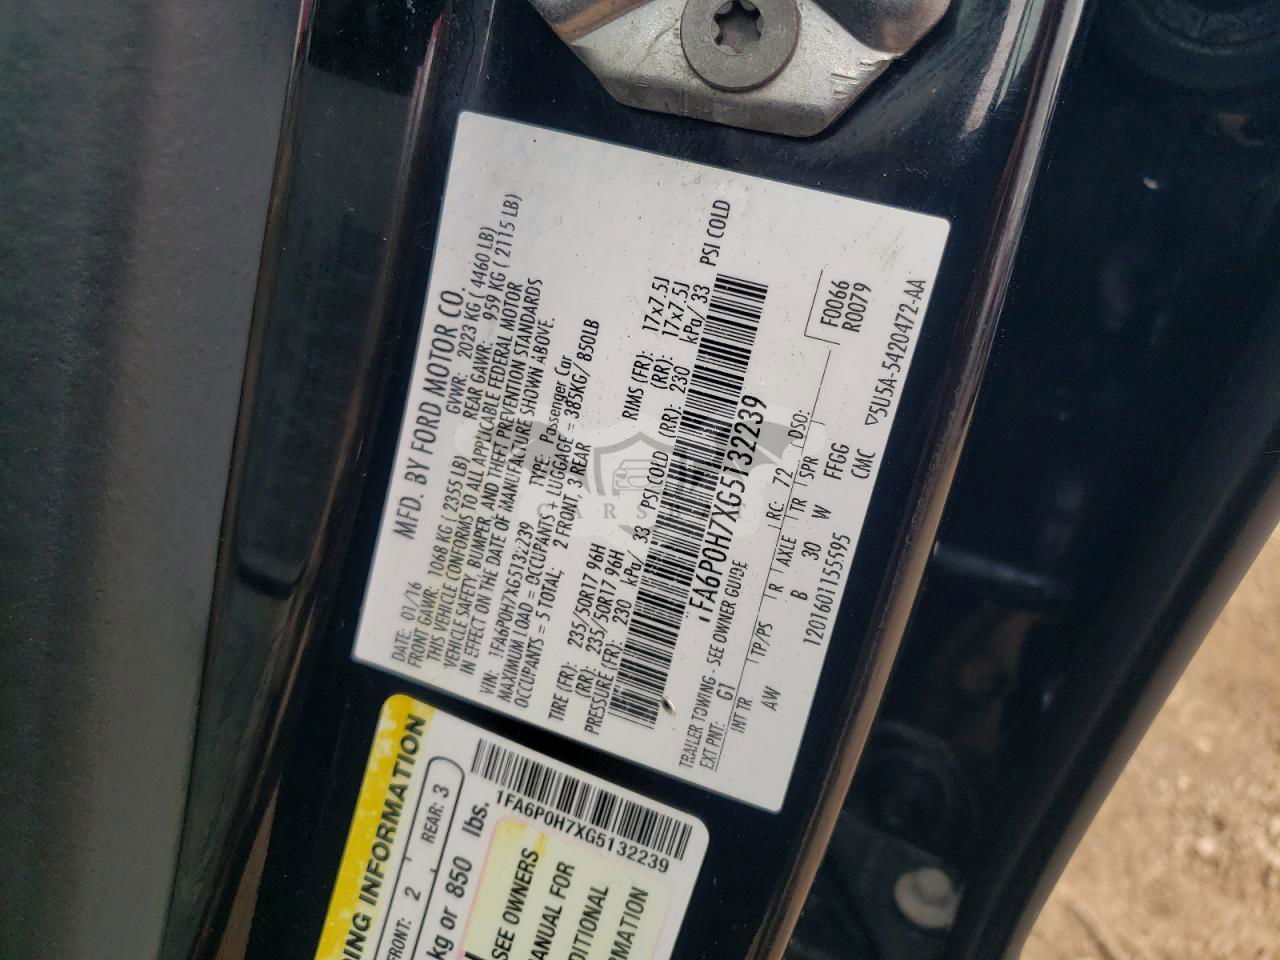 MFD. BY FORD MOTOR CO.
DATE: 01/16 GVWR: 2023 KG ( 4460 LB)
FRONT GAWR: 1068 KG ( 2355 LB) REAR GAWR: 959 KG ( 2115 LB)
THIS VEHICLE CONFORMS TO ALL APPLICABLE FEDERAL MOTOR
VEHICLE SAFETY, BUMPER, AND THEFT PREVENTION STANDARDS
IN EFFECT ON THE DATE OF MANUFACTURE SHOWN ABOVE.
VIN: 1FA6P0H7XG5132239 TYPE: Passenger Car
MAXIMUM LOAD = OCCUPANTS + LUGGAGE = 385KG/850LB
OCCUPANTS = 5 TOTAL: 2 FRONT, 3 REAR
TIRE (FR): 235/50R17 96H RIMS (FR): 17x7.5J
(RR): 235/50R17 96H (RR): 17x7.5J
PRESSURE (FR): 230 kPa/ 33 PSI COLD (RR): 230 kPa/ 33 PSI COLD
1FA6P0H7XG5132239
TRAILER TOWING - SEE OWNER GUIDE
EXT PNT: G1 RC: 72 DSO: F0066
R0079
INT TR TP/PS R AXLE TR SPR
AW B 30 W FFGG
1201601155595 CMC ▽5U5A-5420472-AA
CARS
1FA6P0H7XG5132239
ING INFORMATION
FRONT: 2 REAR: 3
kg or 850 lbs.
SEE OWNERS
ANUAL FOR
DITIONAL
RMATION